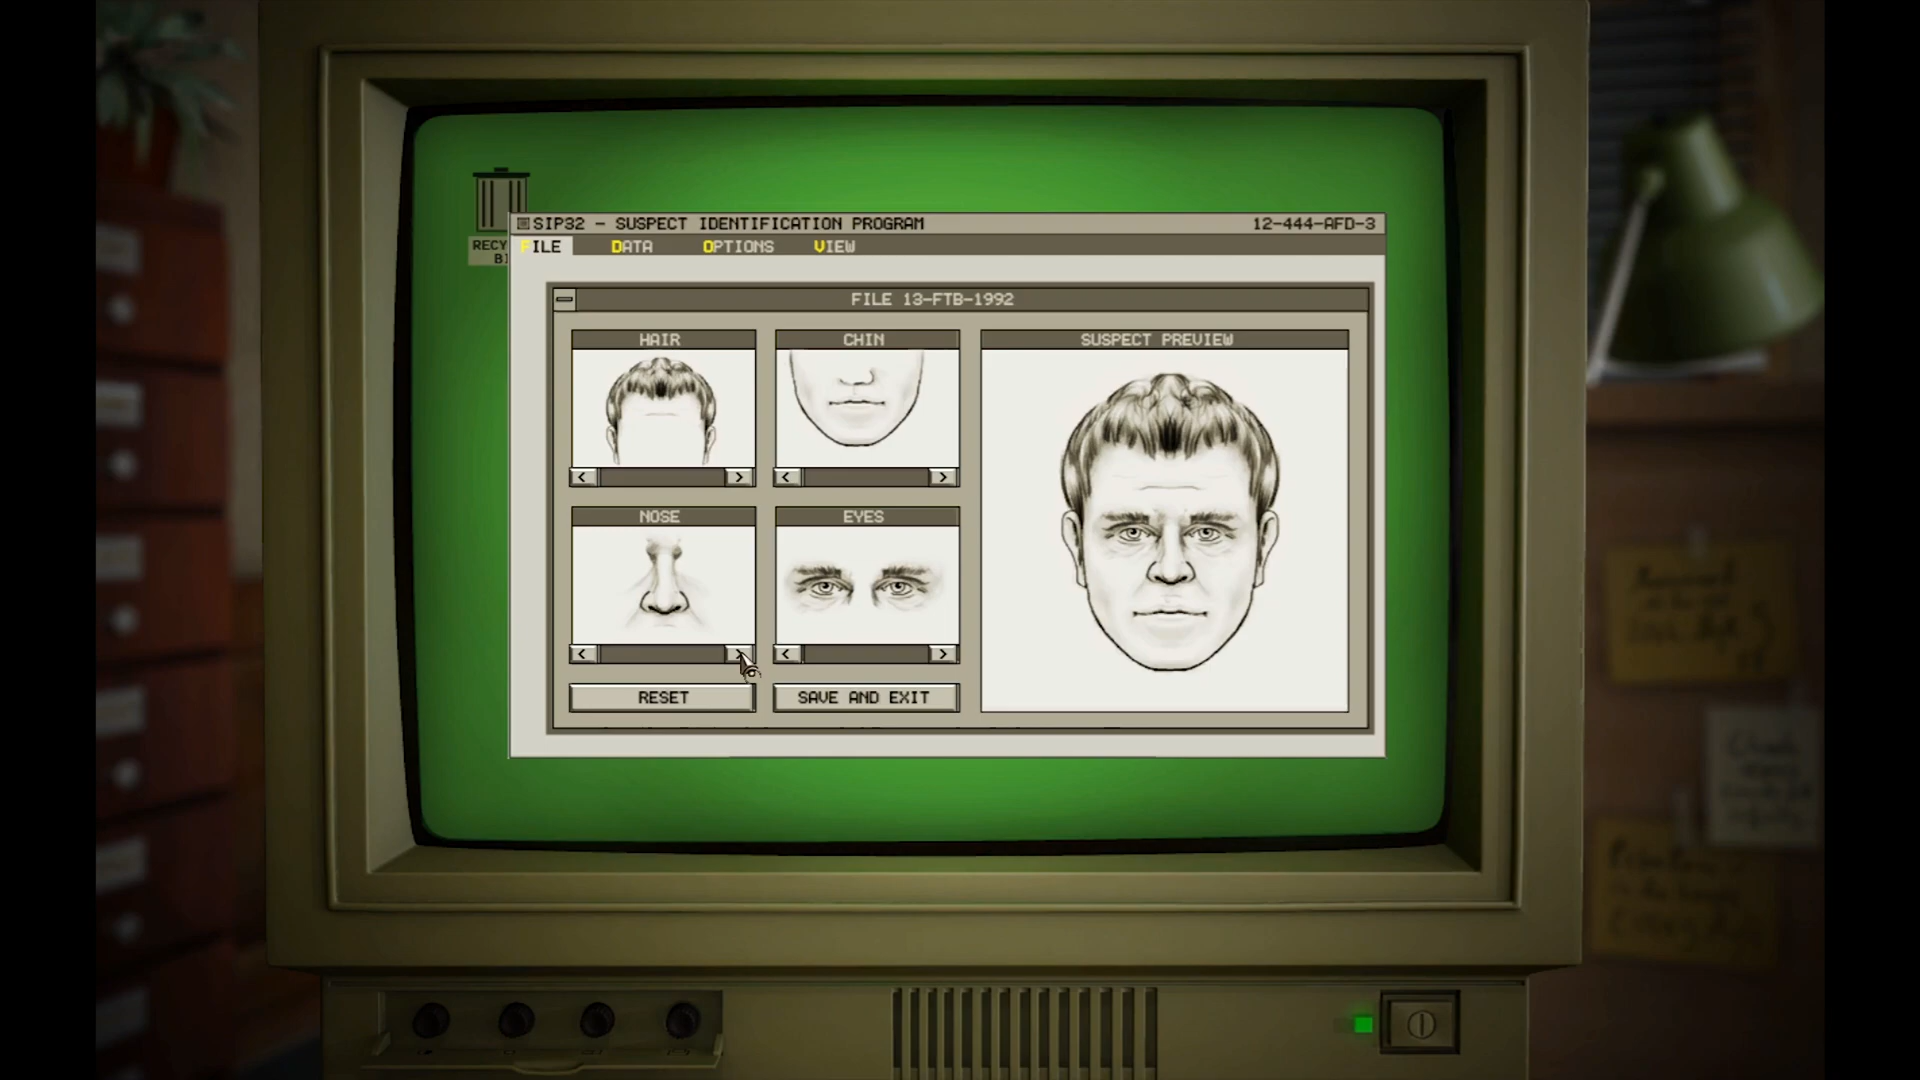 SIP32 - SUSPECT IDENTIFICATION PROGRAM 12-444-AFD-3
FILE DATA OPTIONS VIEW
FILE 13-FTB-1992
HAIR CHIN SUSPECT PREVIEW
< > < >
NOSE EYES
< > < >
RESET SAVE AND EXIT